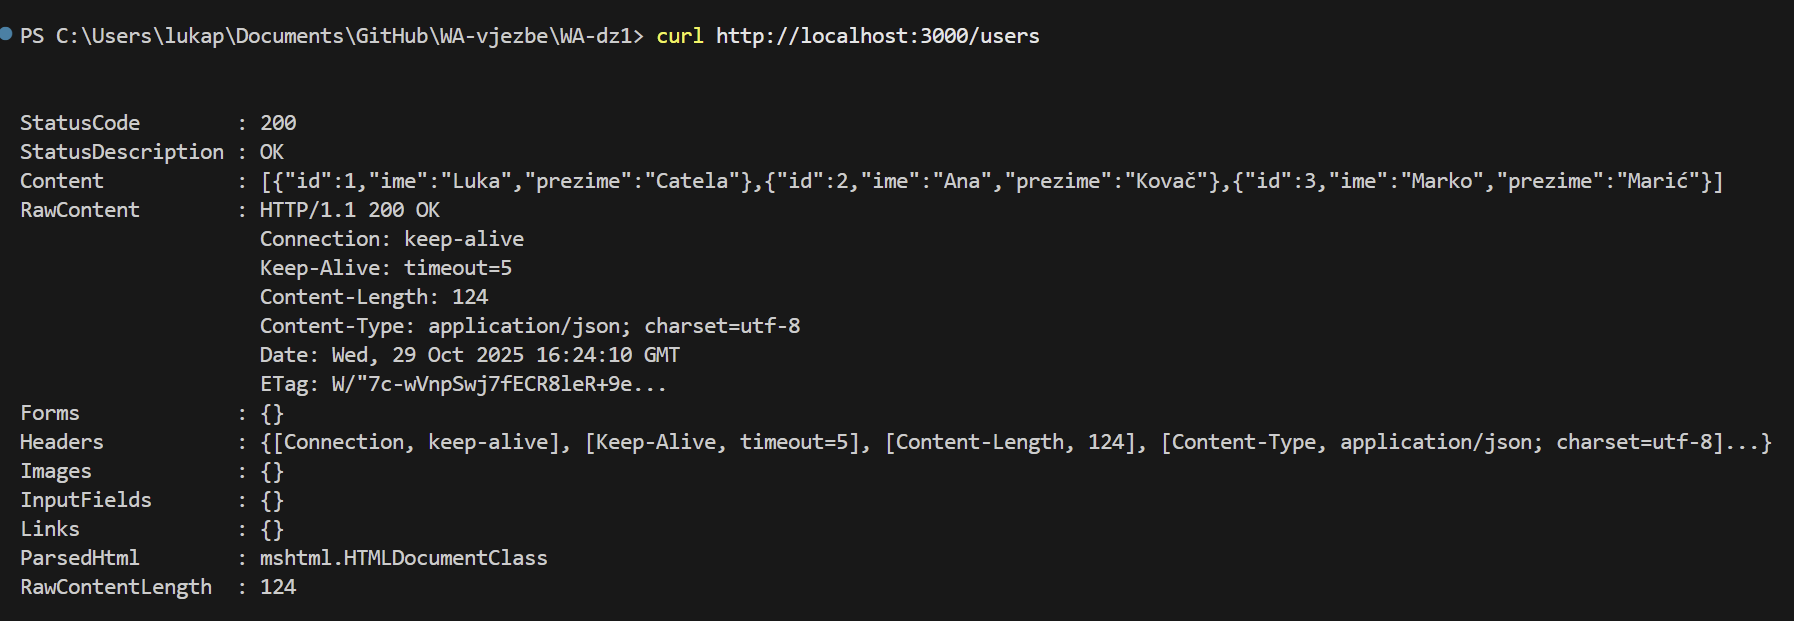 PS C:\Users\lukap\Documents\GitHub\WA-vjezbe\WA-dz1> curl http://localhost:3000/users
StatusCode        : 200
StatusDescription : OK
Content           : [{"id":1,"ime":"Luka","prezime":"Catela"},{"id":2,"ime":"Ana","prezime":"Kovač"},{"id":3,"ime":"Marko","prezime":"Marić"}]
RawContent        : HTTP/1.1 200 OK
                    Connection: keep-alive
                    Keep-Alive: timeout=5
                    Content-Length: 124
                    Content-Type: application/json; charset=utf-8
                    Date: Wed, 29 Oct 2025 16:24:10 GMT
                    ETag: W/"7c-wVnpSwj7fECR8leR+9e...
Forms             : {}
Headers           : {[Connection, keep-alive], [Keep-Alive, timeout=5], [Content-Length, 124], [Content-Type, application/json; charset=utf-8]...}
Images            : {}
InputFields       : {}
Links             : {}
ParsedHtml        : mshtml.HTMLDocumentClass
RawContentLength  : 124